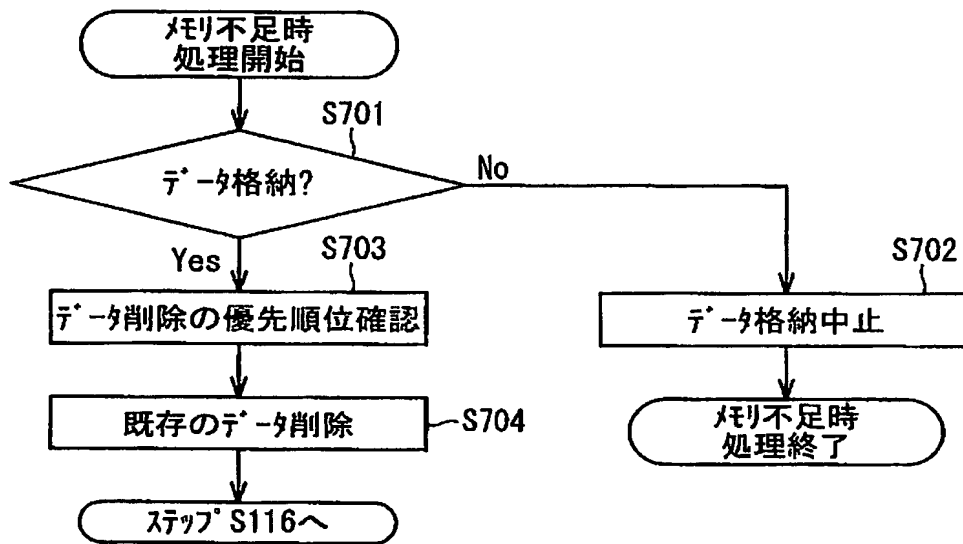 ﾒﾓﾘ不足時
処理開始
S701
ﾃﾞｰﾀ格納?
No
Yes
S703
S702
ﾃﾞｰﾀ削除の優先順位確認
ﾃﾞｰﾀ格納中止
既存のﾃﾞｰﾀ削除
S704
ﾒﾓﾘ不足時
処理終了
ｽﾃｯﾌﾟS116へ